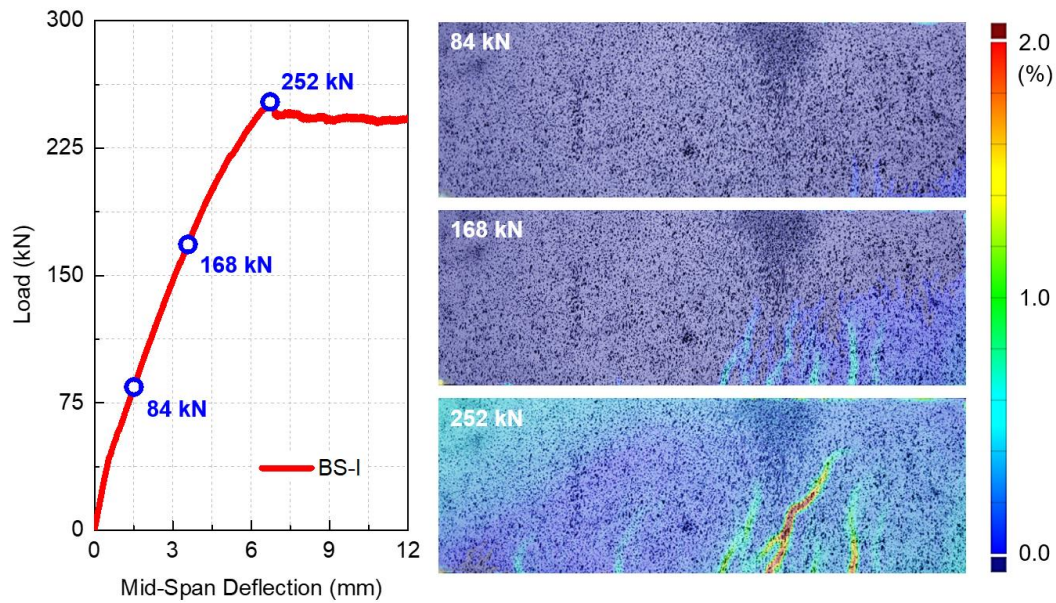 300
225
150
75
0
Load (kN)
252 kN
168 kN
84 kN
BS-I
0
3
6
9
12
Mid-Span Deflection (mm)
84 kN
168 kN
252 kN
2.0
(%)
1.0
0.0